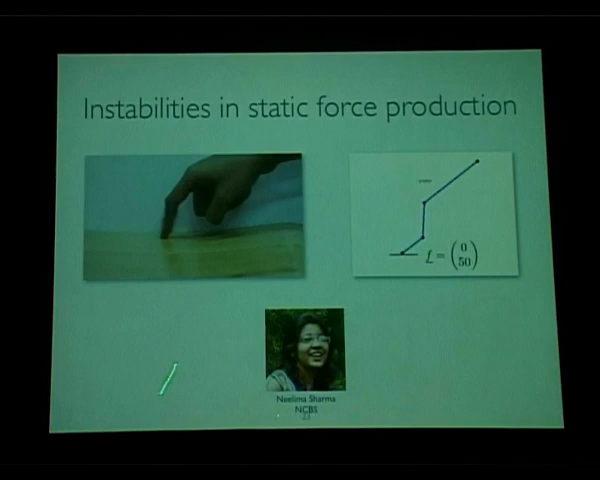 Instabilities in static force production
f = (0
50)
Neelima Sharma
NCBS